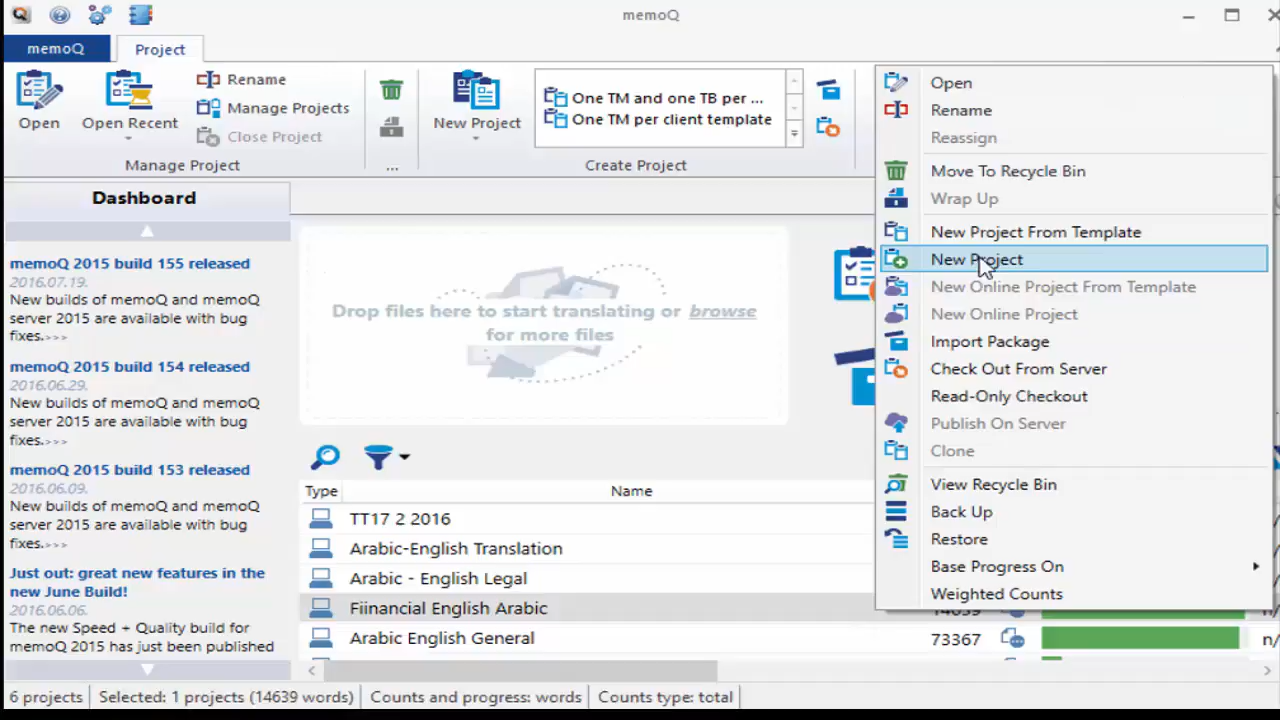 memoQ
memoQ
Project
Open
Open Recent
Rename
Manage Projects
Close Project
Manage Project
...
New Project
One TM and one TB per ...
One TM per client template
Create Project
Dashboard
memoQ 2015 build 155 released
2016.07.19.
New builds of memoQ and memoQ
server 2015 are available with bug
fixes.>>>
memoQ 2015 build 154 released
2016.06.29.
New builds of memoQ and memoQ
server 2015 are available with bug
fixes.>>>
memoQ 2015 build 153 released
2016.06.09.
New builds of memoQ and memoQ
server 2015 are available with bug
fixes.>>>
Just out: great new features in the
new June Build!
2016.06.06.
The new Speed + Quality build for
memoQ 2015 has just been published
Drop files here to start translating or browse
for more files
Type Name
TT17 2 2016
Arabic-English Translation
Arabic - English Legal
Fiinancial English Arabic
14639
Arabic English General
73367 n/
Open
Rename
Reassign
Move To Recycle Bin
Wrap Up
New Project From Template
New Project
New Online Project From Template
New Online Project
Import Package
Check Out From Server
Read-Only Checkout
Publish On Server
Clone
View Recycle Bin
Back Up
Restore
Base Progress On
Weighted Counts
6 projects Selected: 1 projects (14639 words) Counts and progress: words Counts type: total